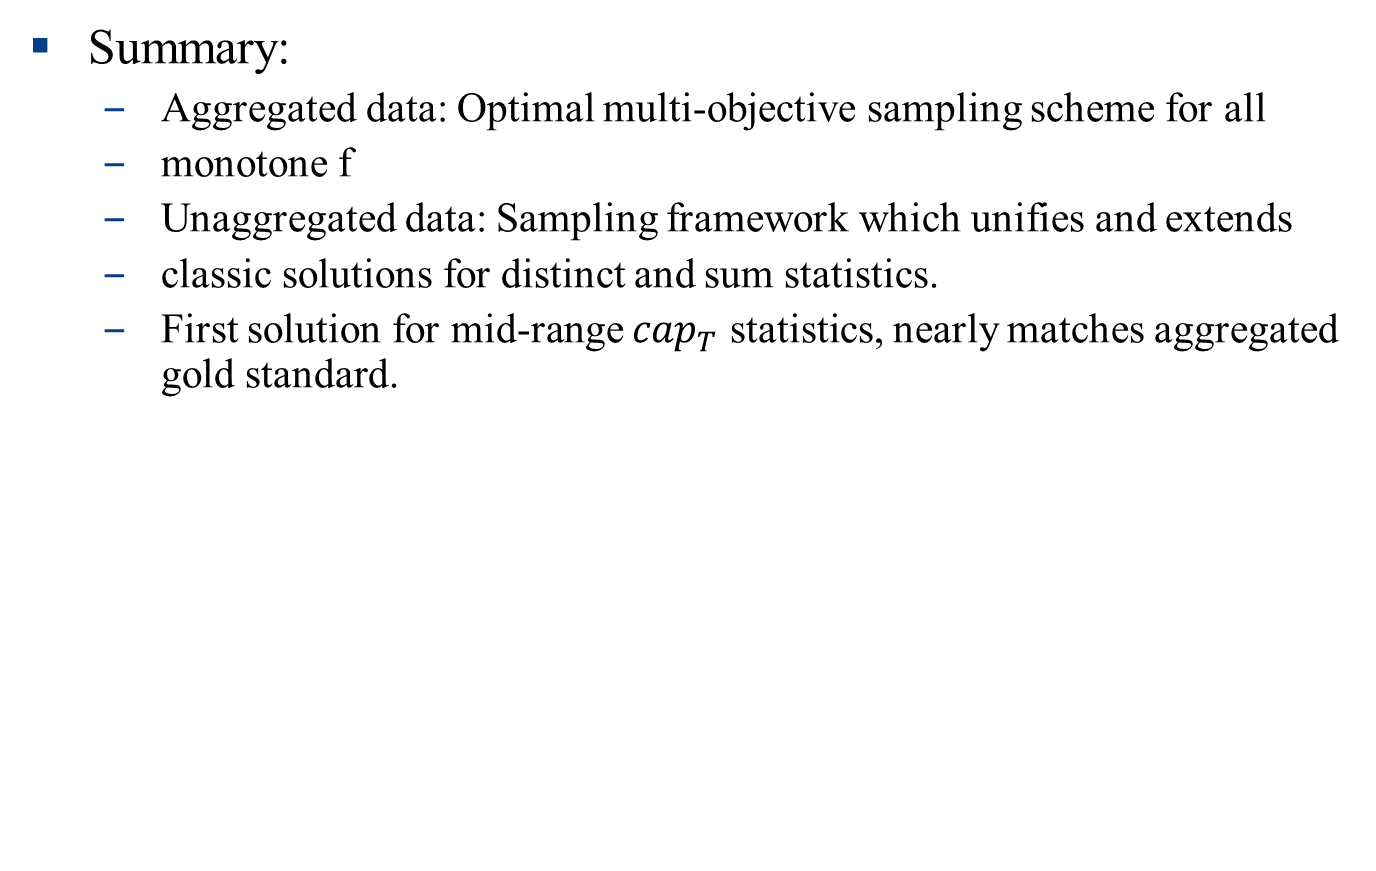 ▪ Summary:
– Aggregated data: Optimal multi-objective sampling scheme for all
– monotone f
– Unaggregated data: Sampling framework which unifies and extends
– classic solutions for distinct and sum statistics.
– First solution for mid-range cap_T statistics, nearly matches aggregated
gold standard.